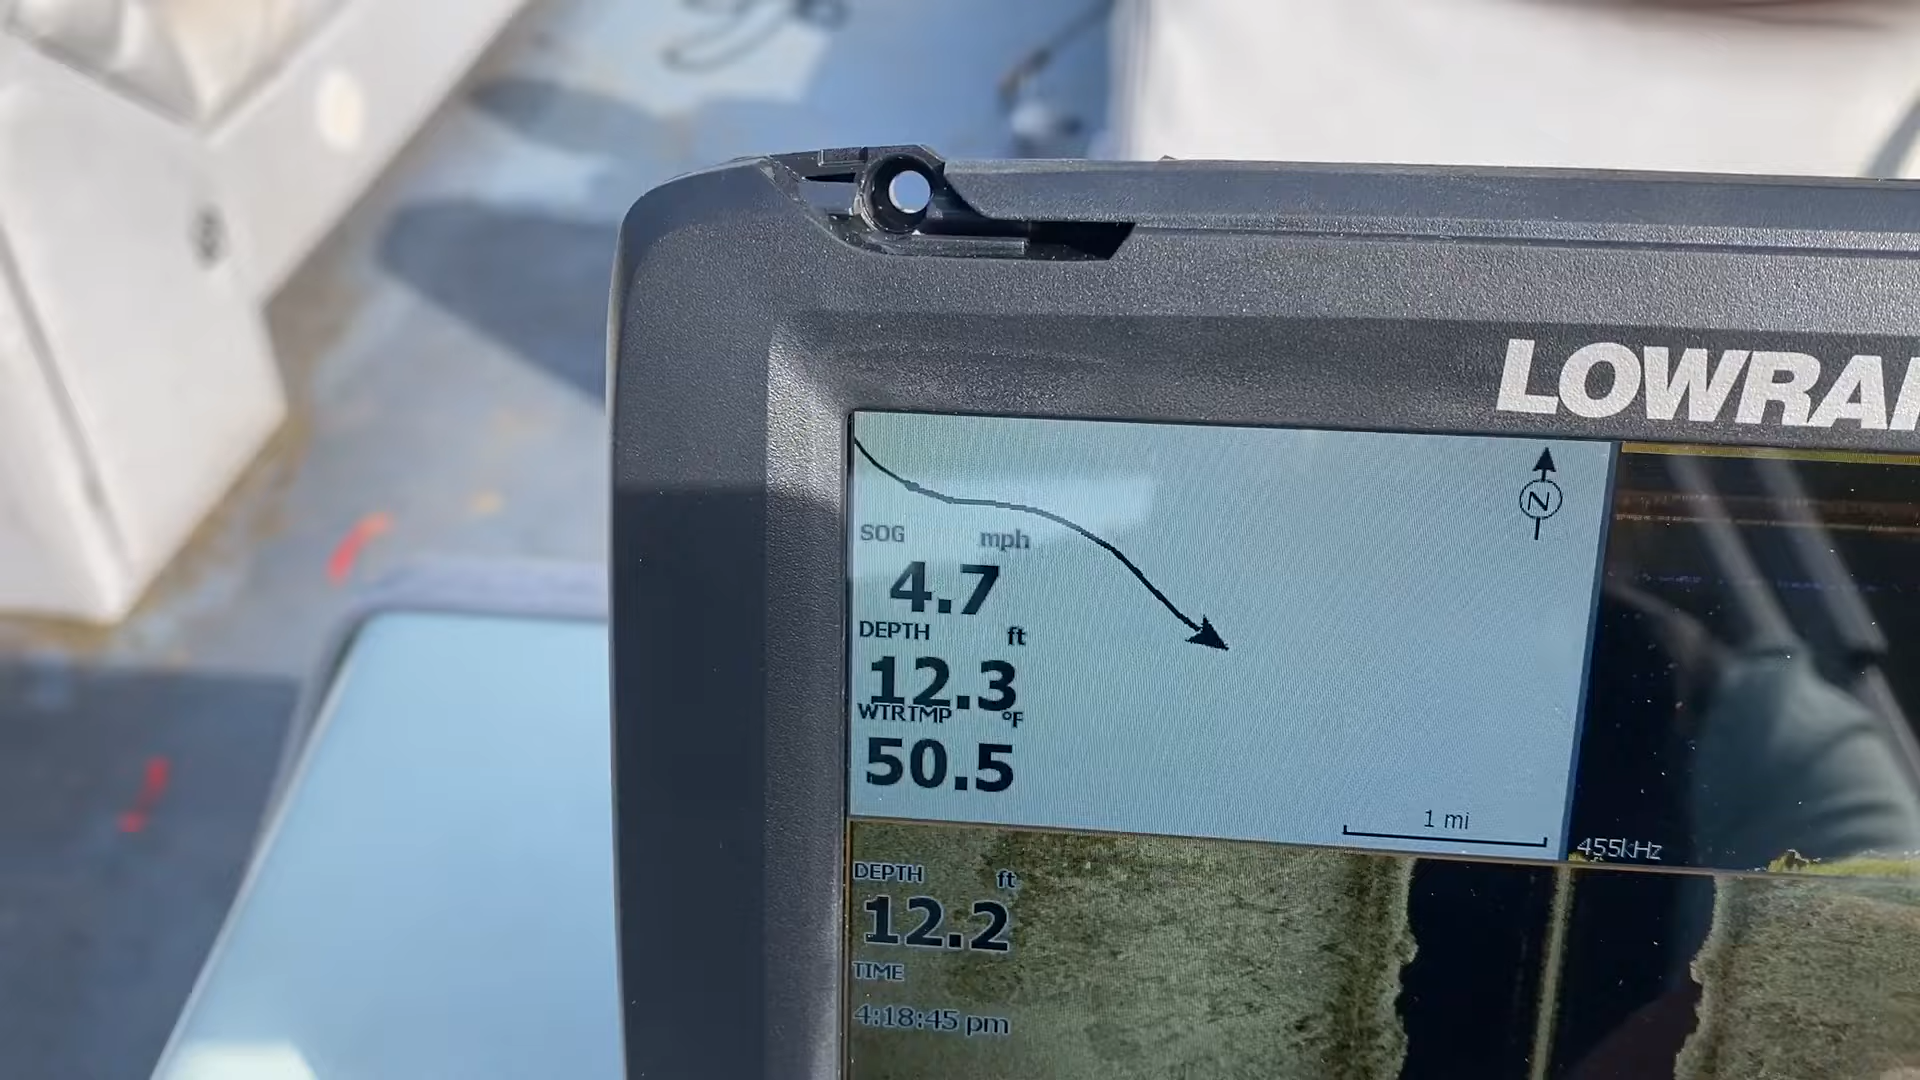 LOWRA
N
SOG mph
4.7
DEPTH ft
12.3
WTRTMP °F
50.5
1 mi
455kHz
DEPTH ft
12.2
TIME
4:18:45 pm